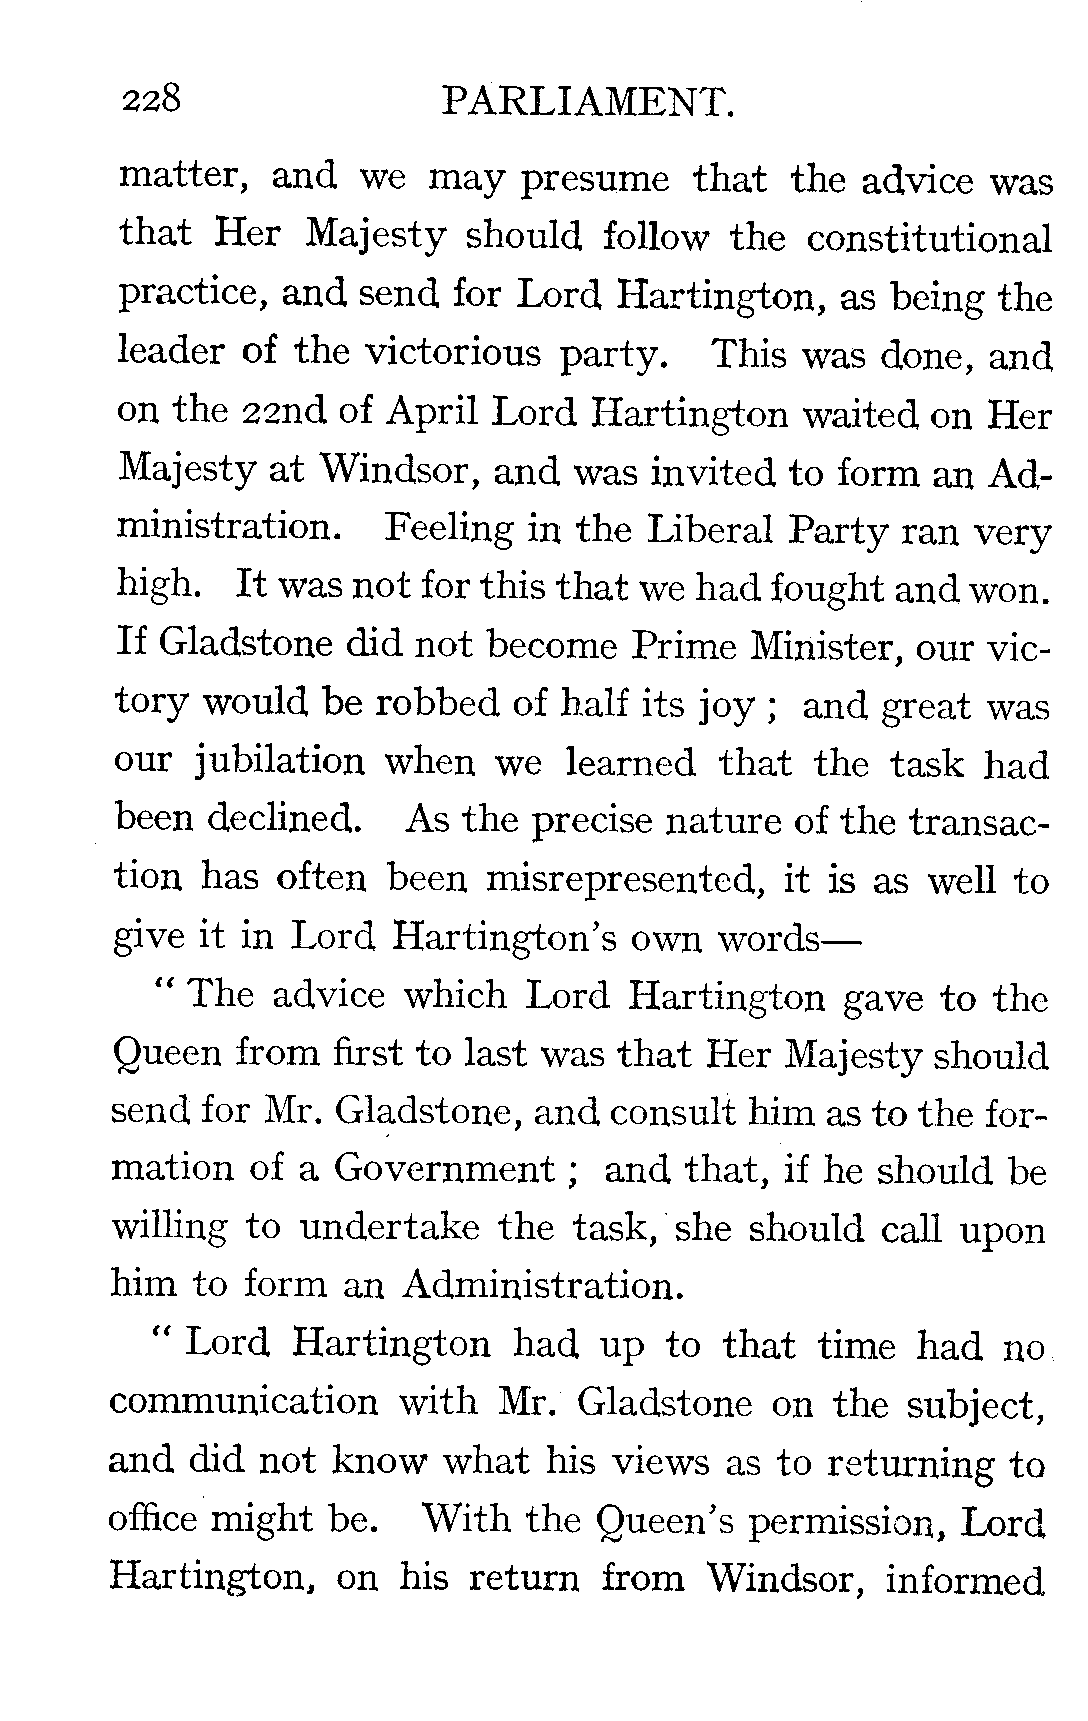 228 PARLIAMENT.
matter, and we may presume that the advice was
that Her Majesty should follow the constitutional
practice, and send for Lord Hartington, as being the
leader of the victorious party. This was done, and
on the 22nd of April Lord Hartington waited on Her
Majesty at Windsor, and was invited to form an Ad-
ministration. Feeling in the Liberal Party ran very
high. It was not for this that we had fought and won.
If Gladstone did not become Prime Minister, our vic-
tory would be robbed of half its joy ; and great was
our jubilation when we learned that the task had
been declined. As the precise nature of the transac-
tion has often been misrepresented, it is as well to
give it in Lord Hartington's own words—
“ The advice which Lord Hartington gave to the
Queen from first to last was that Her Majesty should
send for Mr. Gladstone, and consult him as to the for-
mation of a Government ; and that, if he should be
willing to undertake the task, she should call upon
him to form an Administration.
“ Lord Hartington had up to that time had no
communication with Mr. Gladstone on the subject,
and did not know what his views as to returning to
office might be. With the Queen's permission, Lord
Hartington, on his return from Windsor, informed